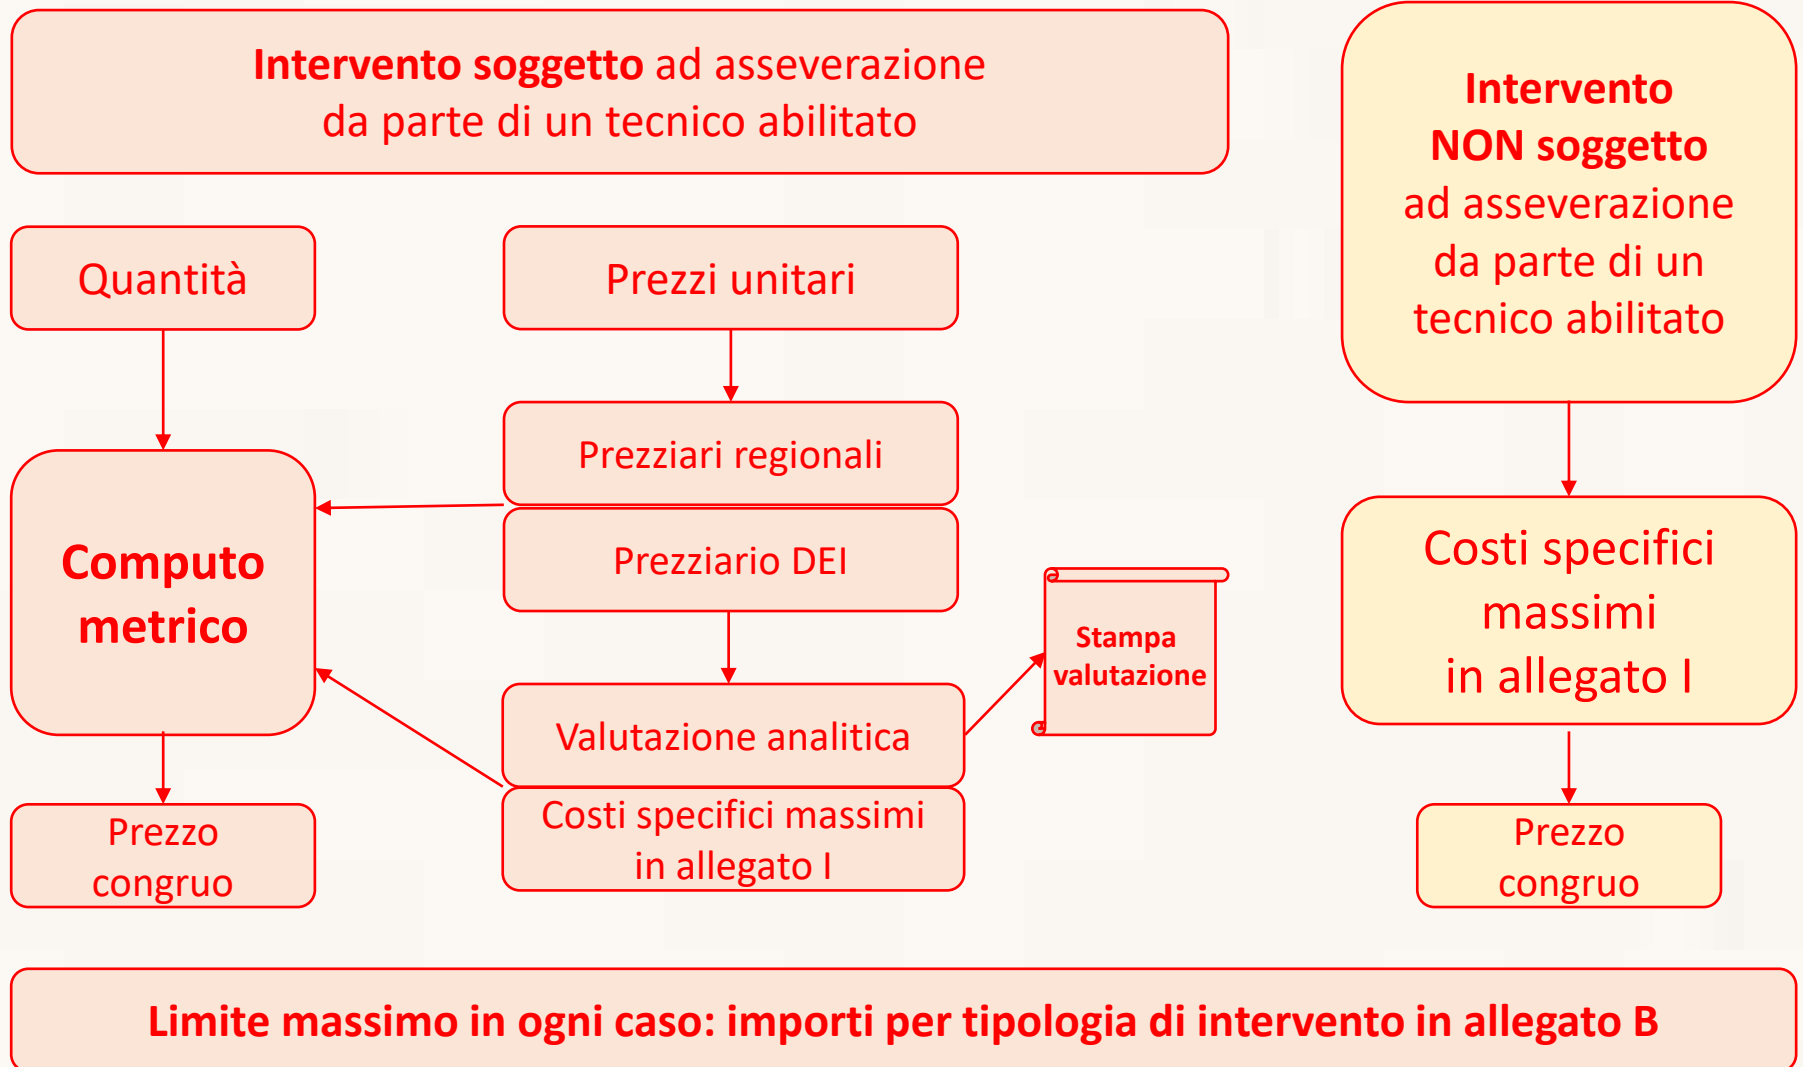 Intervento soggetto ad asseverazione
da parte di un tecnico abilitato
Intervento
NON soggetto
ad asseverazione
da parte di un
tecnico abilitato
Quantità
Prezzi unitari
Prezziari regionali
Prezziario DEI
Computo
metrico
Costi specifici
massimi
in allegato I
Stampa
valutazione
Valutazione analitica
Costi specifici massimi
in allegato I
Prezzo
congruo
Prezzo
congruo
Limite massimo in ogni caso: importi per tipologia di intervento in allegato B